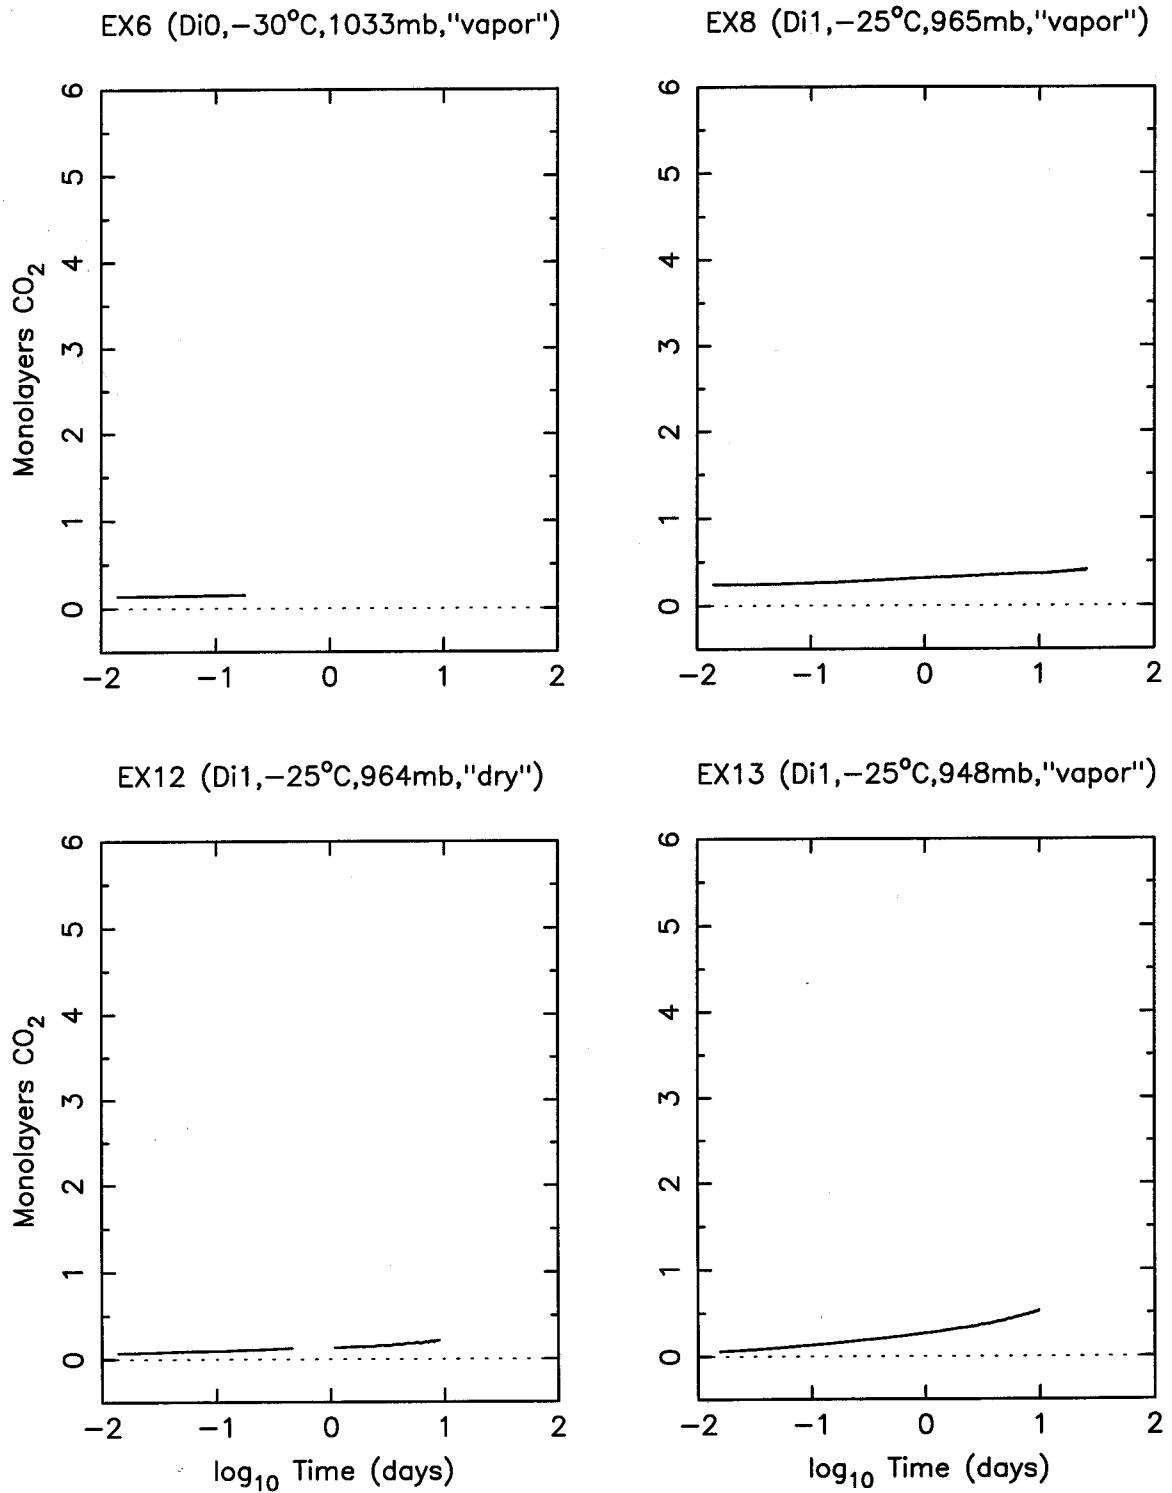 EX6 (Di0,−30°C,1033mb,"vapor")
Monolayers CO2
6
5
4
3
2
1
0
−2 −1 0 1 2
EX8 (Di1,−25°C,965mb,"vapor")
6
5
4
3
2
1
0
−2 −1 0 1 2
EX12 (Di1,−25°C,964mb,"dry")
Monolayers CO2
6
5
4
3
2
1
0
−2 −1 0 1 2
log10 Time (days)
EX13 (Di1,−25°C,948mb,"vapor")
6
5
4
3
2
1
0
−2 −1 0 1 2
log10 Time (days)